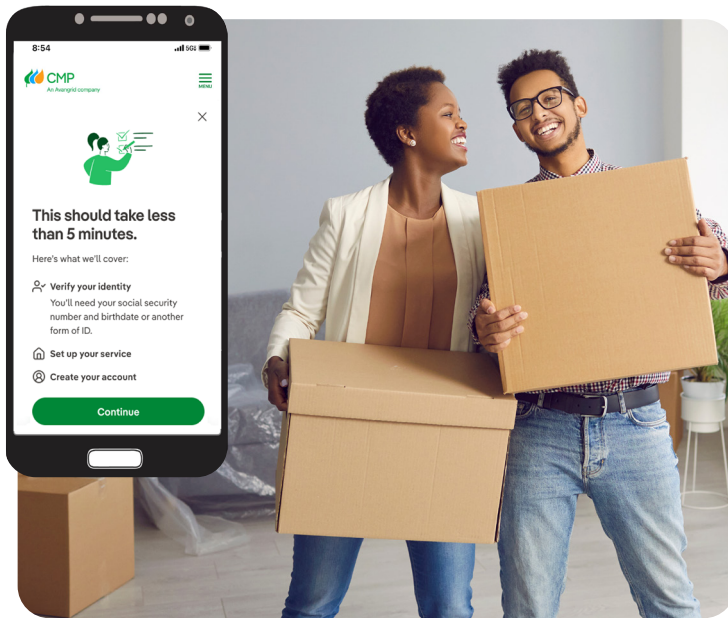 8:54
5GE
CMP
An Avangrid company
MENU
This should take less
than 5 minutes.
Here's what we'll cover:
Verify your identity
You'll need your social security
number and birthdate or another
form of ID.
Set up your service
Create your account
Continue